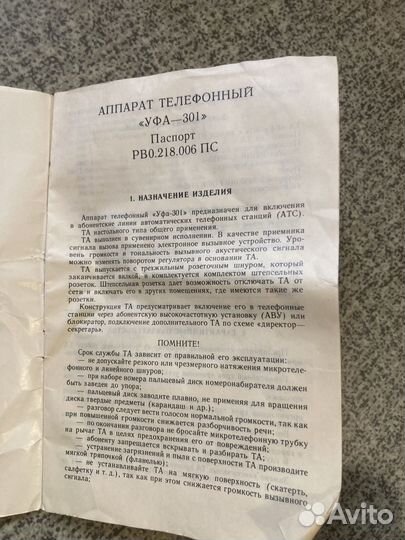 АППАРАТ ТЕЛЕФОННЫЙ
«УФА—301»
Паспорт
РВ0.218.006 ПС
1. НАЗНАЧЕНИЕ ИЗДЕЛИЯ
Аппарат телефонный «Уфа-301» предназначен для включения
в абонентские линии автоматических телефонных станций (АТС).
ТА настольного типа общего применения.
ТА выполнен в сувенирном исполнении. В качестве приемника
сигнала вызова применено электронное вызывное устройство. Уро-
вень громкости и тональность вызывного акустического сигнала
можно изменять поворотом регулятора в основании ТА.
ТА выпускается с трехжильным розеточным шнуром, который
заканчивается вилкой, и комплектуется комплектом штепсельных
розеток. Штепсельная розетка дает возможность отключать ТА от
сети и включать его в других помещениях, где имеются такие же
розетки.
Конструкция ТА предусматривает включение его в телефонные
станции через абонентскую высокочастотную установку (АВУ) или
блокиратор, подключение дополнительного ТА по схеме «директор—
секретарь».
ПОМНИТЕ!
Срок службы ТА зависит от правильной его эксплуатации:
— не допускайте резкого или чрезмерного натяжения микротеле-
фонного и линейного шнуров;
— при наборе номера пальцевый диск номеронабирателя должен
быть заведен до упора;
— пальцевый диск заводите плавно, не применяя для вращения
диска твердые предметы (карандаш и др.);
— разговор следует вести голосом нормальной громкости, так как
при повышенной громкости снижается разборчивость речи;
— по окончании разговора не бросайте микротелефонную трубку
на рычаг ТА в целях предохранения его от повреждений;
— абоненту запрещается вскрывать и разбирать ТА;
— устранение загрязнений и пыли с поверхности ТА производите
мягкой тряпочкой (фланелью);
— не устанавливайте ТА на мягкую поверхность (скатерть,
салфетку и т. д.), так как при этом снижается громкость вызывного
сигнала;
Avito